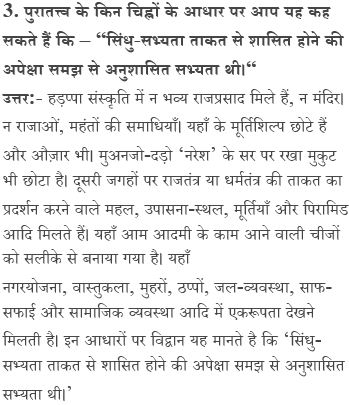 3. पुरातत्त्व के किन चिह्नों के आधार पर आप यह कह
सकते हैं कि – “सिंधु-सभ्यता ताकत से शासित होने की
अपेक्षा समझ से अनुशासित सभ्यता थी।“
उत्तर:- हड़प्पा संस्कृति में न भव्य राजप्रसाद मिले हैं, न मंदिर।
न राजाओं, महंतों की समाधियाँ। यहाँ के मूर्तिशिल्प छोटे हैं
और औज़ार भी। मुअनजो-दड़ो ‘नरेश’ के सर पर रखा मुकुट
भी छोटा है। दूसरी जगहों पर राजतंत्र या धर्मतंत्र की ताकत का
प्रदर्शन करने वाले महल, उपासना-स्थल, मूर्तियाँ और पिरामिड
आदि मिलते हैं। यहाँ आम आदमी के काम आने वाली चीजों
को सलीके से बनाया गया है। यहाँ
नगरयोजना, वास्तुकला, मुहरों, ठप्पों, जल-व्यवस्था, साफ-
सफाई और सामाजिक व्यवस्था आदि में एकरूपता देखने
मिलती है। इन आधारों पर विद्वान यह मानते है कि ‘सिंधु-
सभ्यता ताकत से शासित होने की अपेक्षा समझ से अनुशासित
सभ्यता थी।’